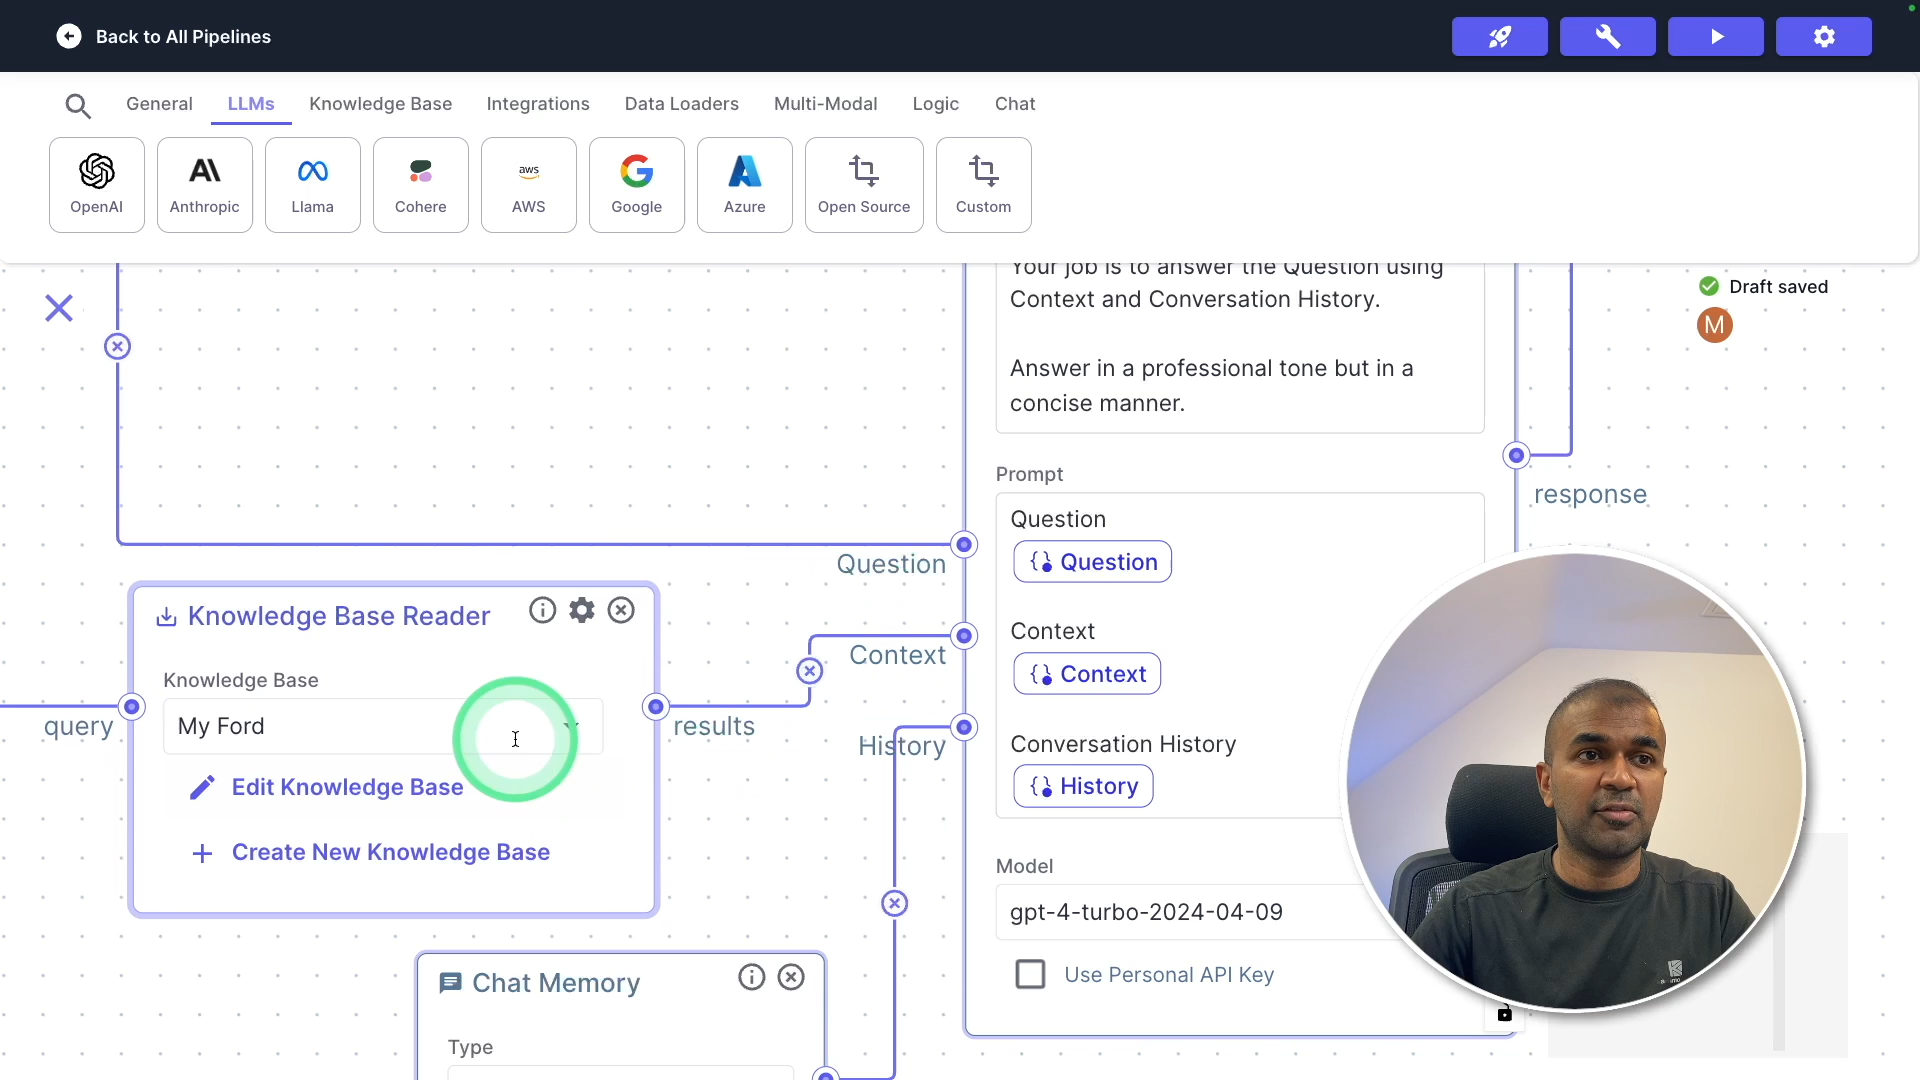 Back to All Pipelines
General
LLMs
Knowledge Base
Integrations
Data Loaders
Multi-Modal
Logic
Chat
OpenAI
Anthropic
Llama
Cohere
aws
AWS
Google
Azure
Open Source
Custom
Your job is to answer the Question using
Context and Conversation History.
Answer in a professional tone but in a
concise manner.
Draft saved
M
Prompt
Question
Question
Context
Context
Conversation History
History
Model
gpt-4-turbo-2024-04-09
Use Personal API Key
response
Question
Context
History
Knowledge Base Reader
Knowledge Base
My Ford
Edit Knowledge Base
Create New Knowledge Base
query
results
Chat Memory
Type